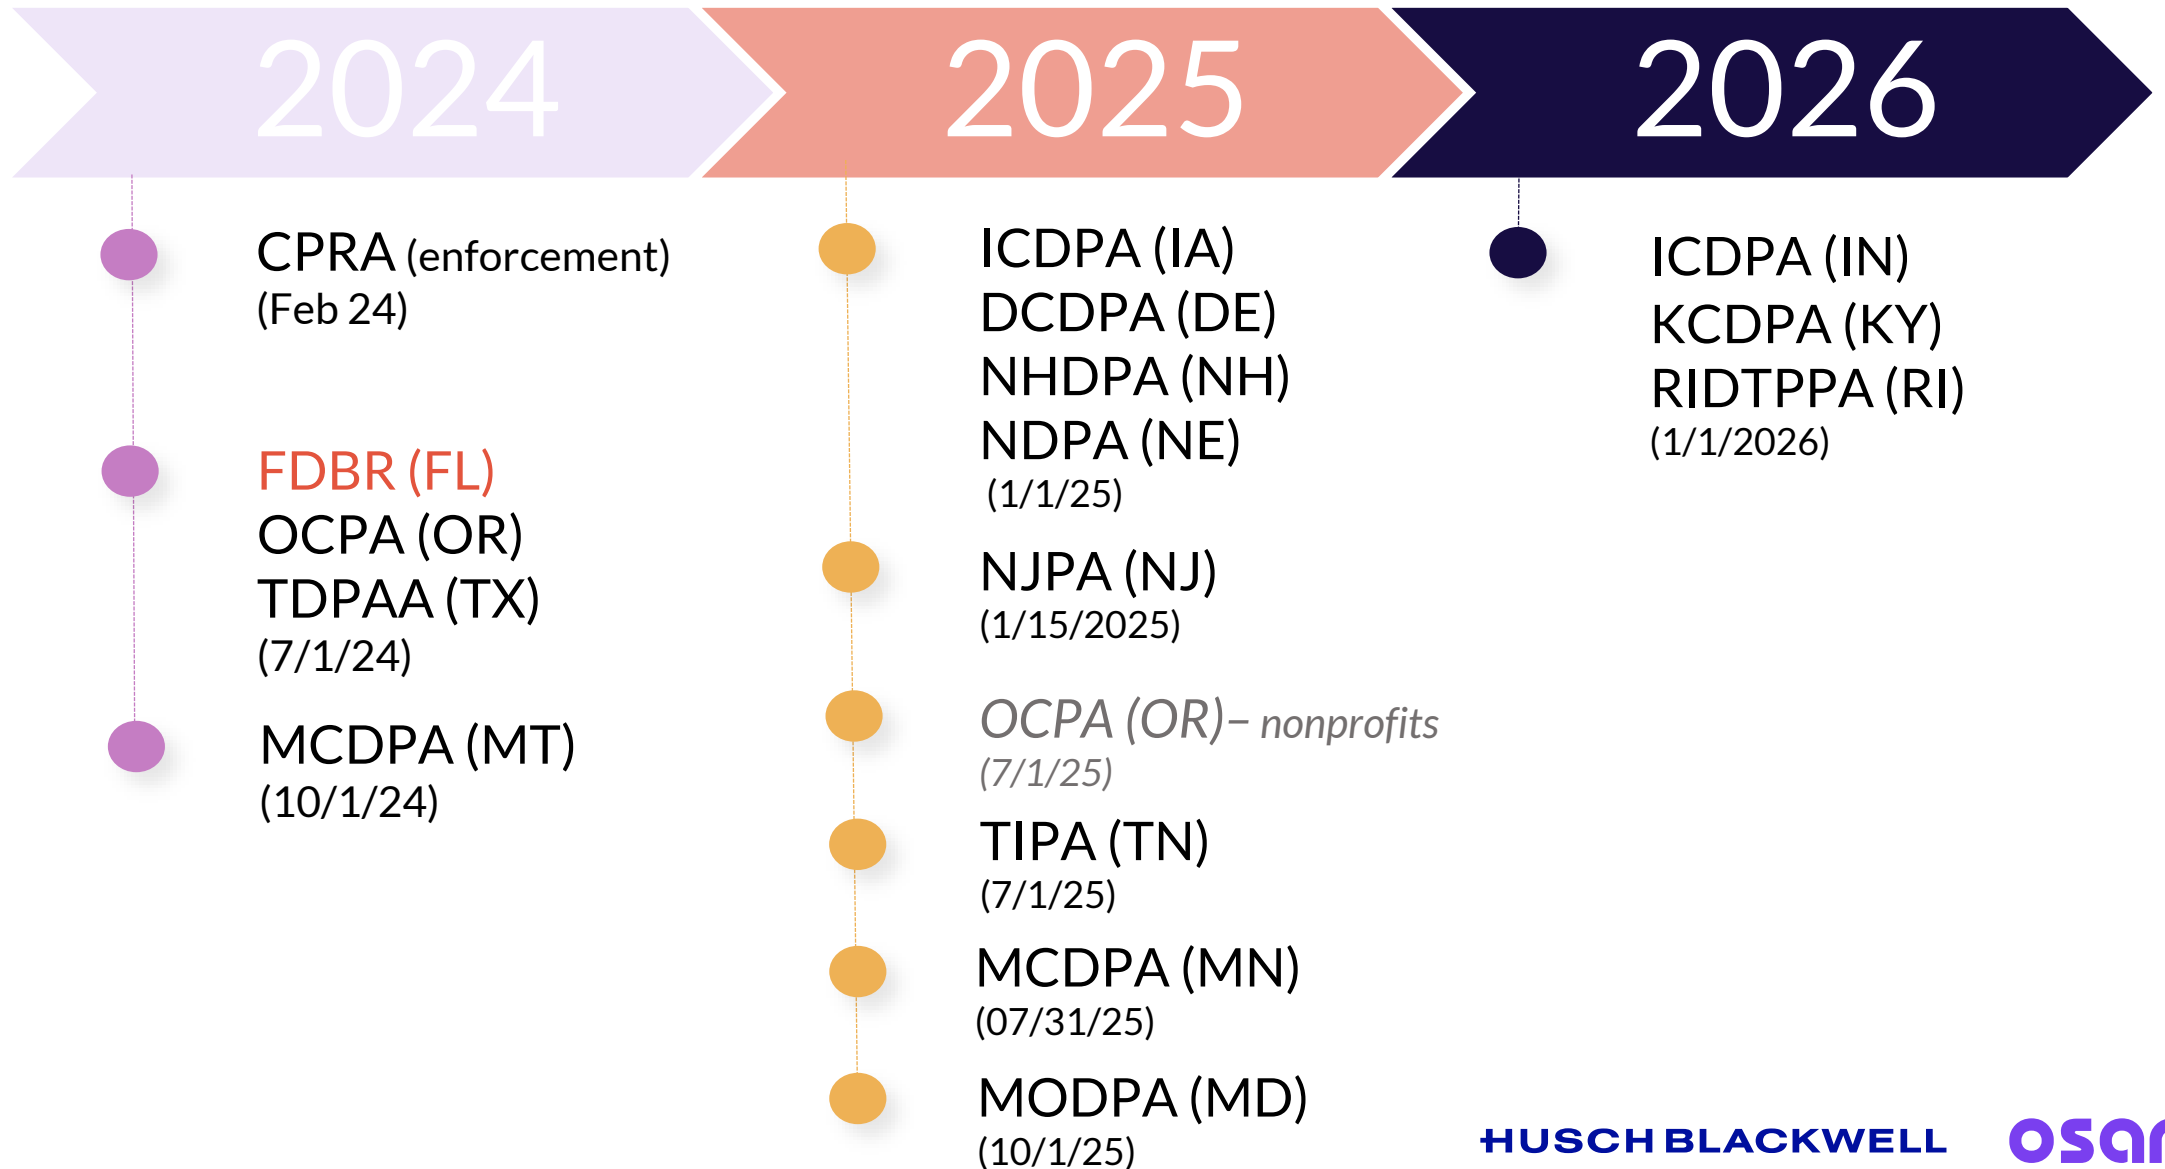 2024
2025
2026
CPRA (enforcement)
(Feb 24)
FDBR (FL)
OCPA (OR)
TDPAA (TX)
(7/1/24)
MCDPA (MT)
(10/1/24)
ICDPA (IA)
DCDPA (DE)
NHDPA (NH)
NDPA (NE)
(1/1/25)
NJPA (NJ)
(1/15/2025)
OCPA (OR)– nonprofits
(7/1/25)
TIPA (TN)
(7/1/25)
MCDPA (MN)
(07/31/25)
MODPA (MD)
(10/1/25)
ICDPA (IN)
KCDPA (KY)
RIDTPPA (RI)
(1/1/2026)
HUSCH BLACKWELL